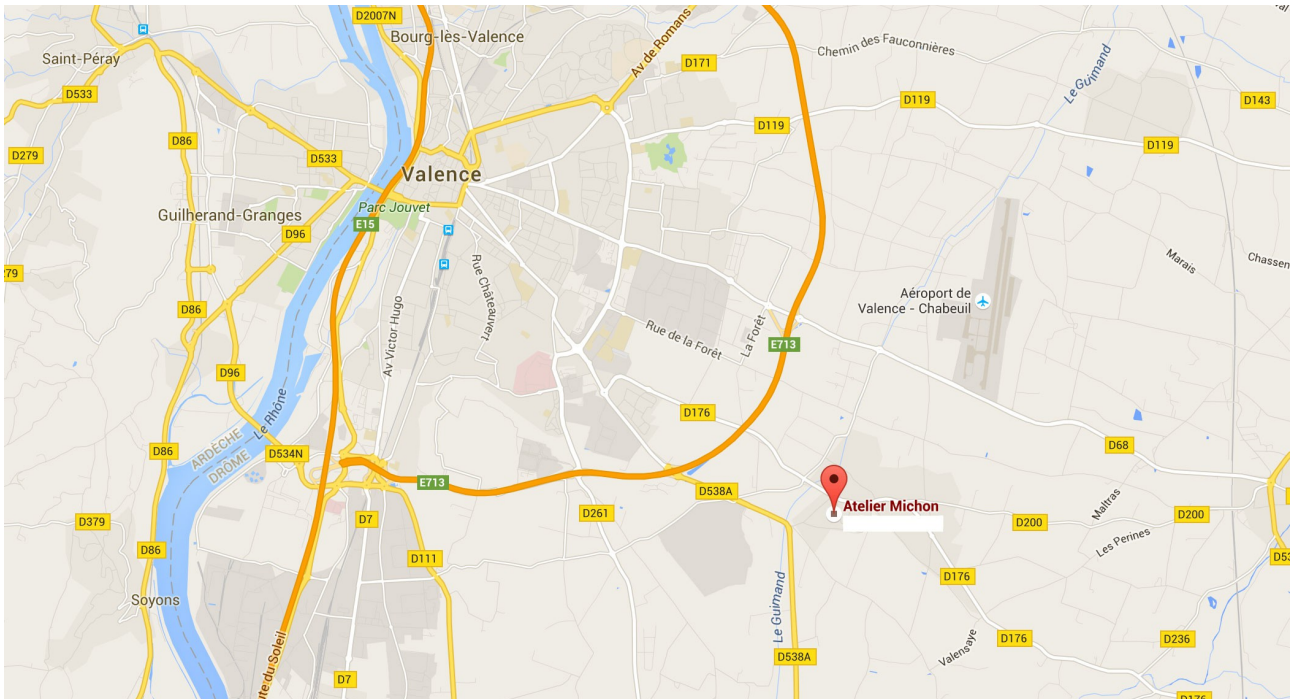 D2007N
Bourg-lès-Valence
Saint-Péray
Av de Romans
D171
Chemin des Fauconnières
Le Guimand
D533
D119
D143
D86
D119
D119
D279
D533
Valence
Parc Jouvet
Guilherand-Granges
E15
D96
Rue Châteauvert
Marais
Chassen
279
D86
Av Victor Hugo
Rue de la Forêt
La Forêt
Aéroport de
Valence - Chabeuil
E713
D96
Le Rhône
D176
ARDÈCHE
DRÔME
D86
D534N
D68
E713
D538A
Atelier Michon
Maltras
D379
D7
D261
D200
D200
Les Perines
D86
D111
D53
D176
Soyons
Le Guimand
Valensaye
D176
D236
ute du Soleil
D538A
D7
D176